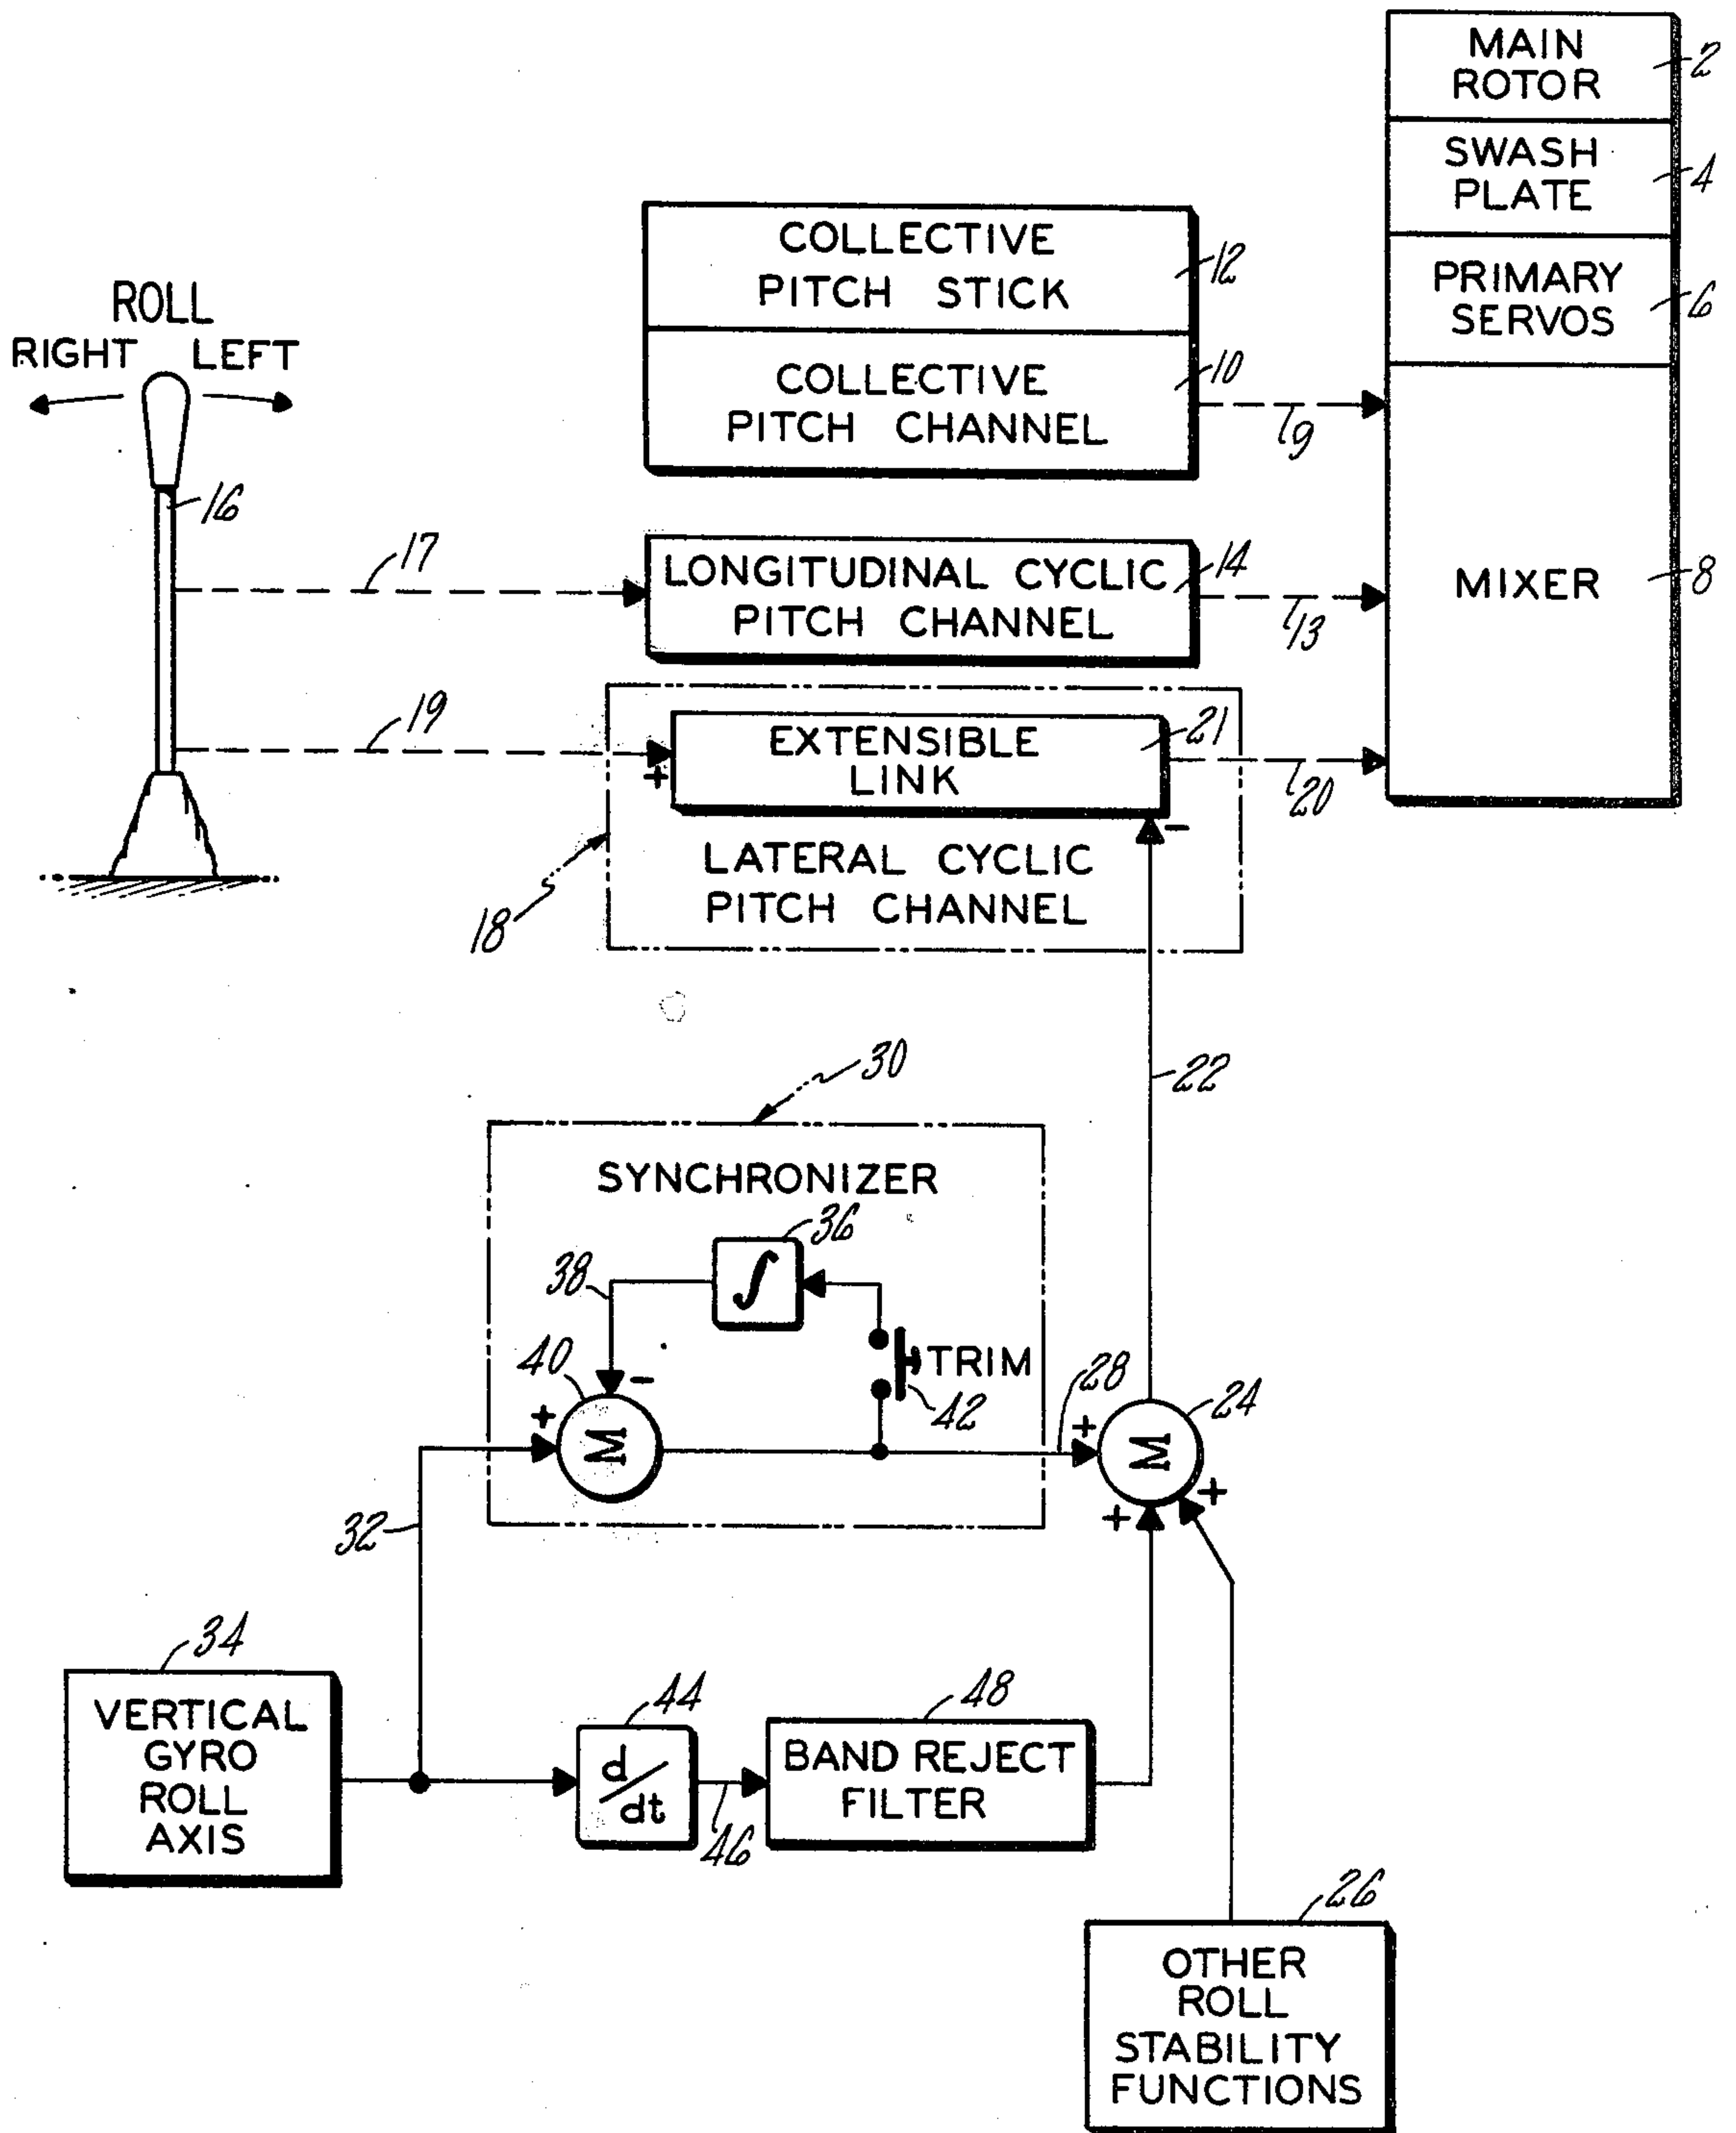 MAIN
ROTOR
2
SWASH
PLATE
4
PRIMARY
SERVOS
6
MIXER
8
COLLECTIVE
PITCH STICK
12
COLLECTIVE
PITCH CHANNEL
10
9
ROLL
RIGHT LEFT
16
17
LONGITUDINAL CYCLIC
PITCH CHANNEL
14
13
19
+
EXTENSIBLE
LINK
21
20
-
LATERAL CYCLIC
PITCH CHANNEL
18
22
30
SYNCHRONIZER
36
∫
38
40
-
+
Σ
TRIM
42
28
+
24
Σ
+
+
32
34
VERTICAL
GYRO
ROLL
AXIS
44
d/dt
46
48
BAND REJECT
FILTER
26
OTHER
ROLL
STABILITY
FUNCTIONS